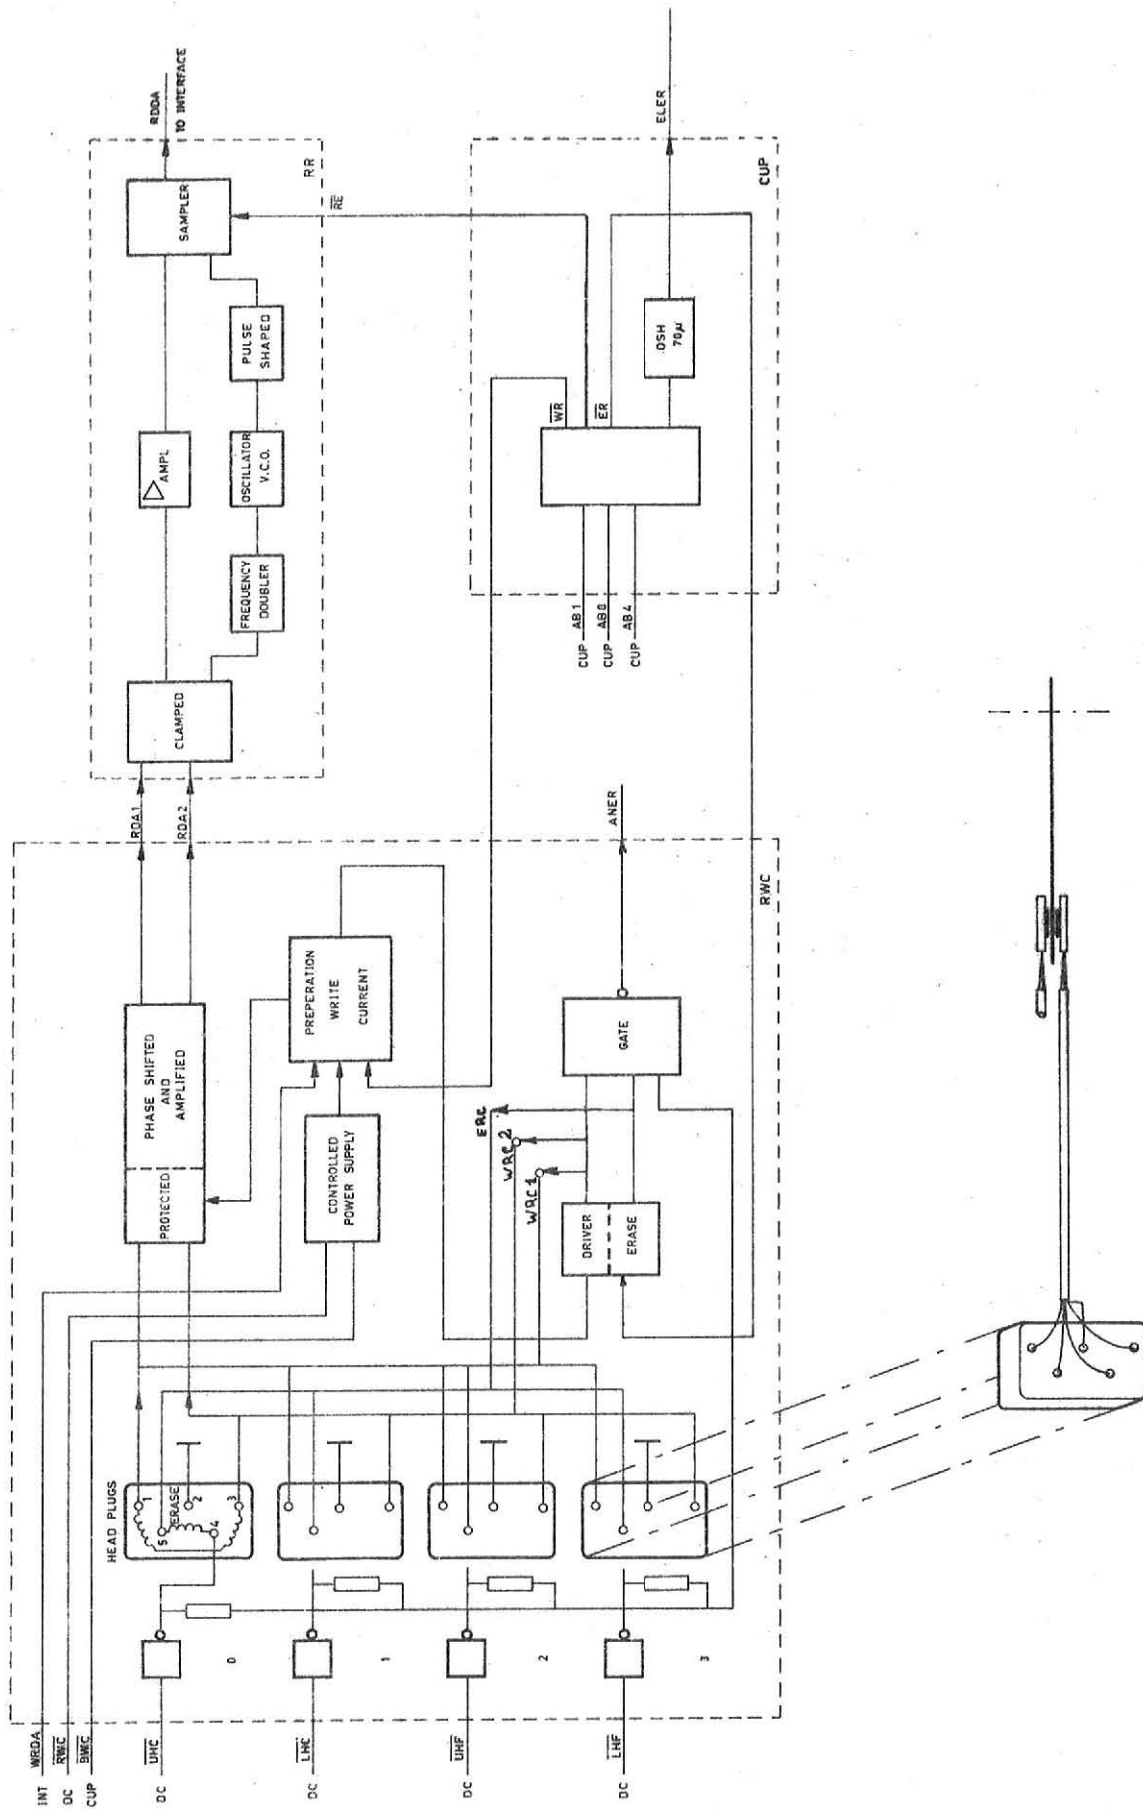 INT WRDA
DC RWC
CUP BWC
DC UHC
DC LHC
DC UHF
DC LHF
0
1
2
3
HEAD PLUGS
1
ERASE
2
3
4
5
PROTECTED
PHASE SHIFTED
AND
AMPLIFIED
CONTROLLED
POWER SUPPLY
PREPERATION
WRITE
CURRENT
DRIVER
ERASE
WRC1
WRC2
ERC
GATE
ANER
RWC
RDA1
RDA2
CLAMPED
AMPL
FREQUENCY
DOUBLER
OSCILLATOR
V.C.O.
PULSE
SHAPED
SAMPLER
RR
RDDA
TO INTERFACE
RE
CUP AB1
CUP AB8
CUP AB4
WR
ER
OSH
70µ
CUP
ELER